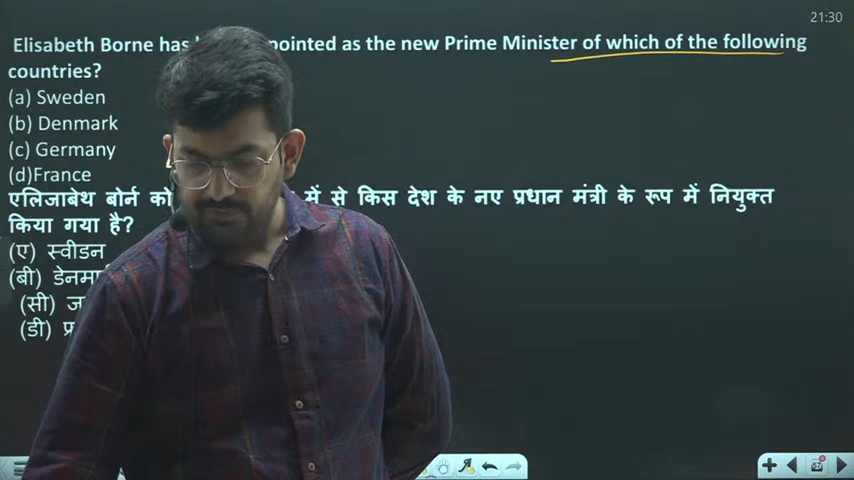 21:30
Elisabeth Borne has pointed as the new Prime Minister of which of the following
countries?
(a) Sweden
(b) Denmark
(c) Germany
(d)France
एलिजाबेथ बोर्न को में से किस देश के नए प्रधान मंत्री के रूप में नियुक्त
किया गया है?
(ए) स्वीडन
(बी) डेनमा
(सी) ज
(डी) फ्र